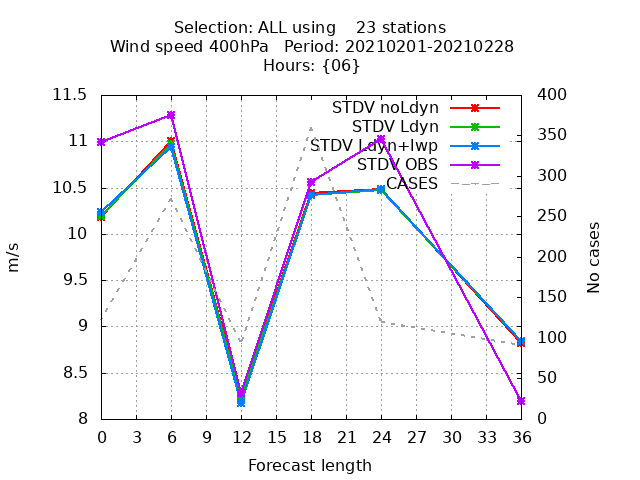 Selection: ALL using    23 stations
Wind speed 400hPa   Period: 20210201-20210228
Hours: {06}
STDV noLdyn
STDV Ldyn
STDV Ldyn+lwp
STDV OBS
CASES
11.5
11
10.5
10
9.5
9
8.5
8
400
350
300
250
200
150
100
50
0
m/s
No cases
0 3 6 9 12 15 18 21 24 27 30 33 36
Forecast length